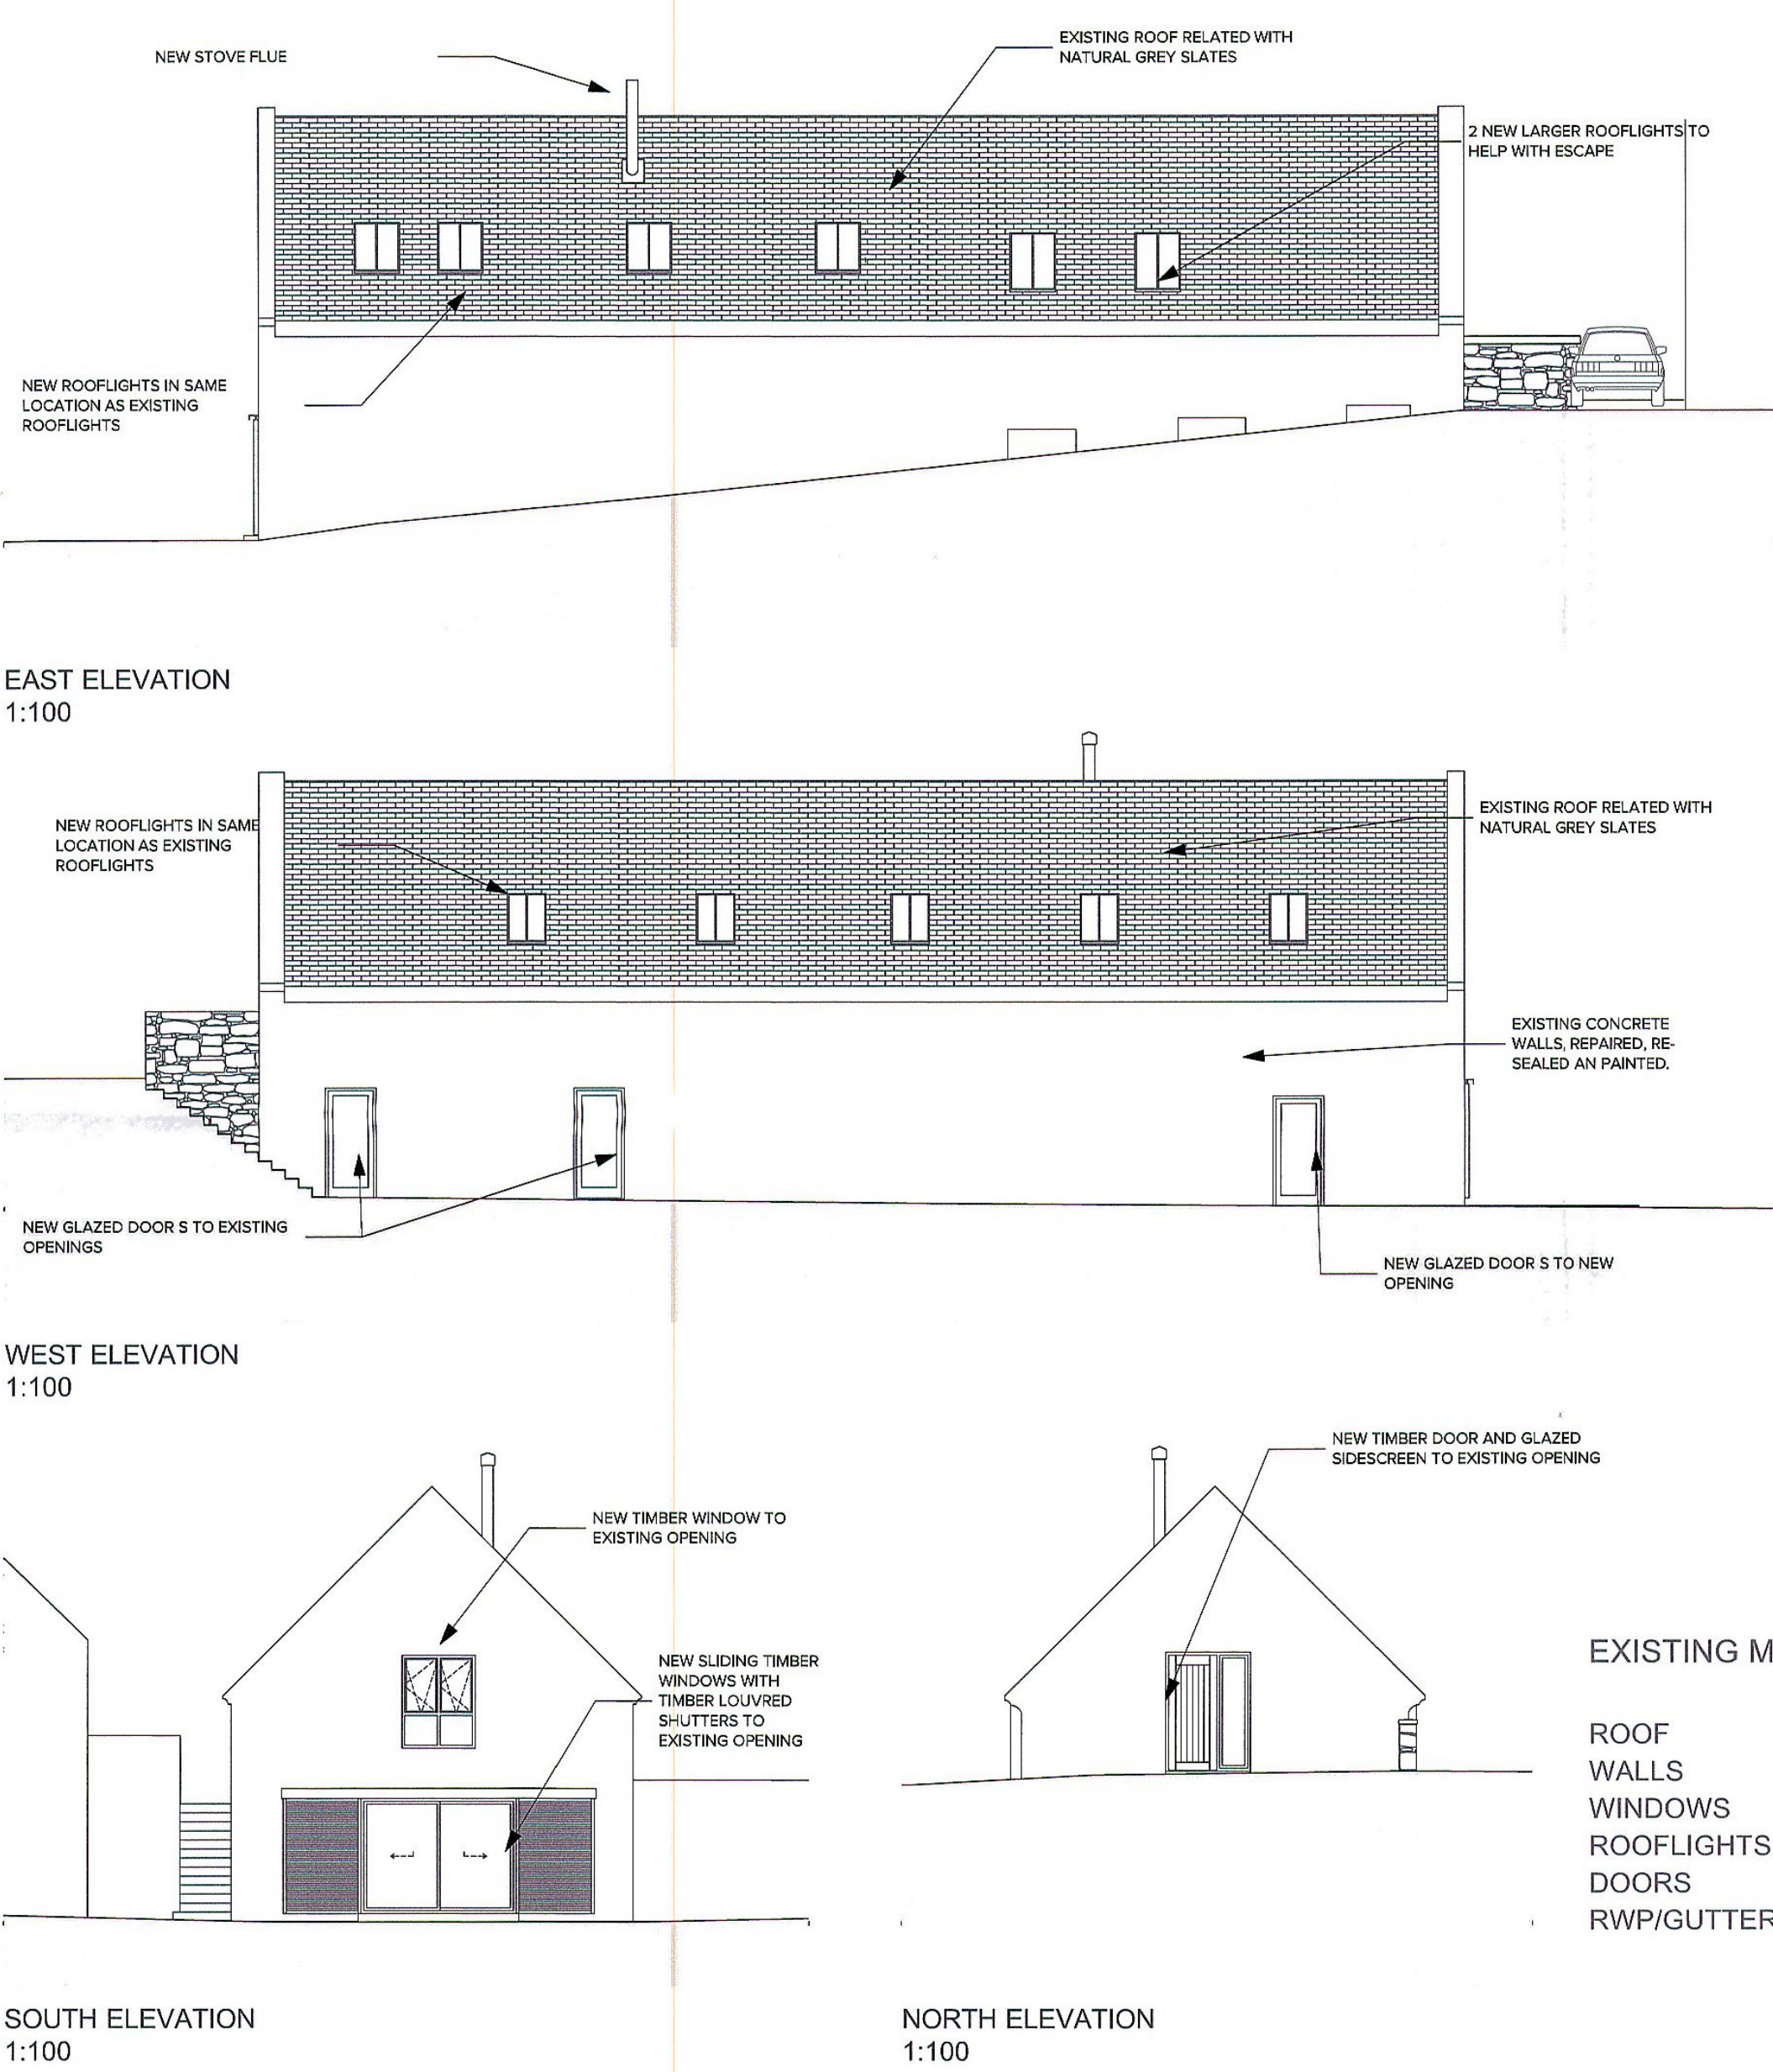 NEW STOVE FLUE
EXISTING ROOF RELATED WITH
NATURAL GREY SLATES
2 NEW LARGER ROOFLIGHTS TO
HELP WITH ESCAPE
NEW ROOFLIGHTS IN SAME
LOCATION AS EXISTING
ROOFLIGHTS
EAST ELEVATION
1:100
NEW ROOFLIGHTS IN SAME
LOCATION AS EXISTING
ROOFLIGHTS
EXISTING ROOF RELATED WITH
NATURAL GREY SLATES
EXISTING CONCRETE
WALLS, REPAIRED, RE-
SEALED AN PAINTED.
NEW GLAZED DOOR S TO EXISTING
OPENINGS
NEW GLAZED DOOR S TO NEW
OPENING
WEST ELEVATION
1:100
NEW TIMBER WINDOW TO
EXISTING OPENING
NEW SLIDING TIMBER
WINDOWS WITH
TIMBER LOUVRED
SHUTTERS TO
EXISTING OPENING
SOUTH ELEVATION
1:100
NEW TIMBER DOOR AND GLAZED
SIDESCREEN TO EXISTING OPENING
NORTH ELEVATION
1:100
EXISTING M
ROOF
WALLS
WINDOWS
ROOFLIGHTS
DOORS
RWP/GUTTER